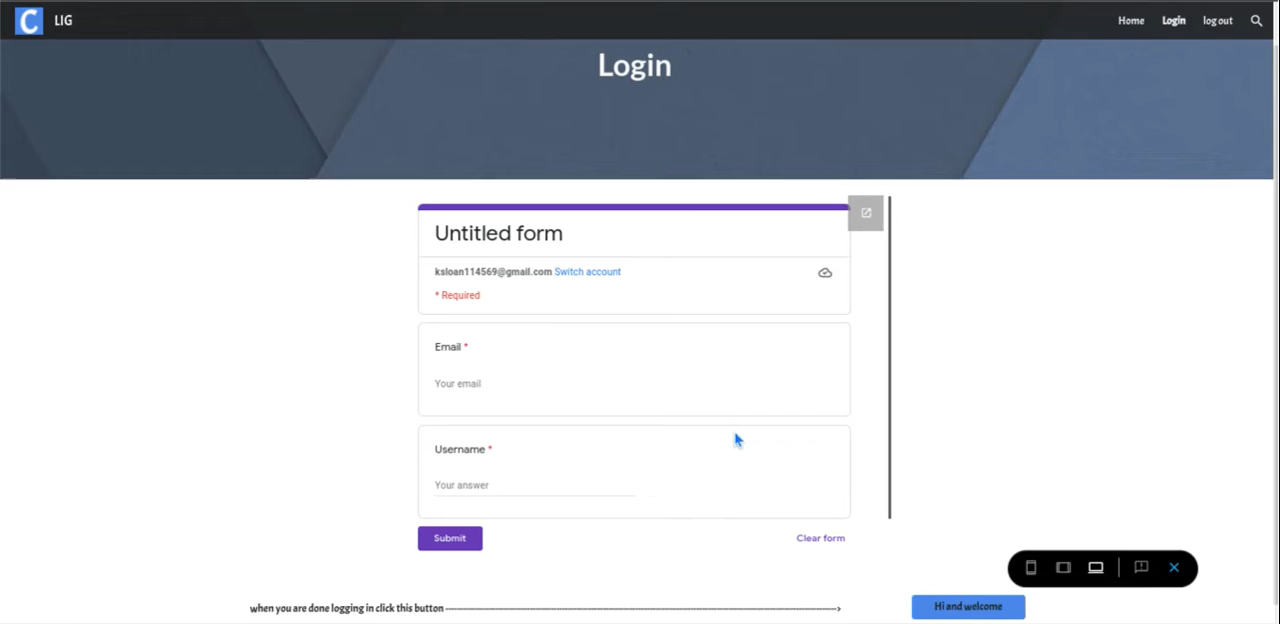 C LIG Home Login log out
Login
Untitled form
ksloan114569@gmail.com Switch account
* Required
Email *
Your email
Username *
Your answer
Submit Clear form
when you are done logging in click this button ------------------------------------------------------------------------------------> Hi and welcome